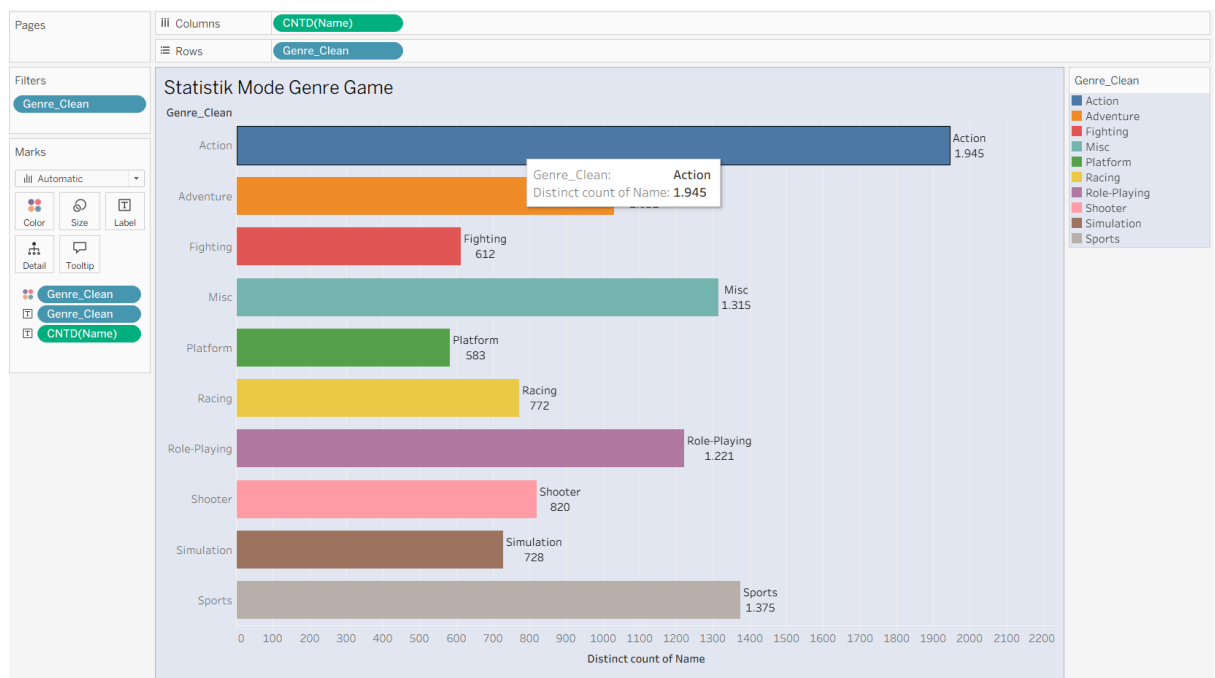 Pages
Columns
CNTD(Name)
Rows
Genre_Clean
Filters
Genre_Clean
Marks
Automatic
Color
Size
Label
Detail
Tooltip
Genre_Clean
Genre_Clean
CNTD(Name)
Statistik Mode Genre Game
Genre_Clean
Action
Action
1.945
Genre_Clean: Action
Distinct count of Name: 1.945
Adventure
Fighting
Fighting
612
Misc
Misc
1.315
Platform
Platform
583
Racing
Racing
772
Role-Playing
Role-Playing
1.221
Shooter
Shooter
820
Simulation
Simulation
728
Sports
Sports
1.375
0 100 200 300 400 500 600 700 800 900 1000 1100 1200 1300 1400 1500 1600 1700 1800 1900 2000 2100 2200
Distinct count of Name
Genre_Clean
Action
Adventure
Fighting
Misc
Platform
Racing
Role-Playing
Shooter
Simulation
Sports